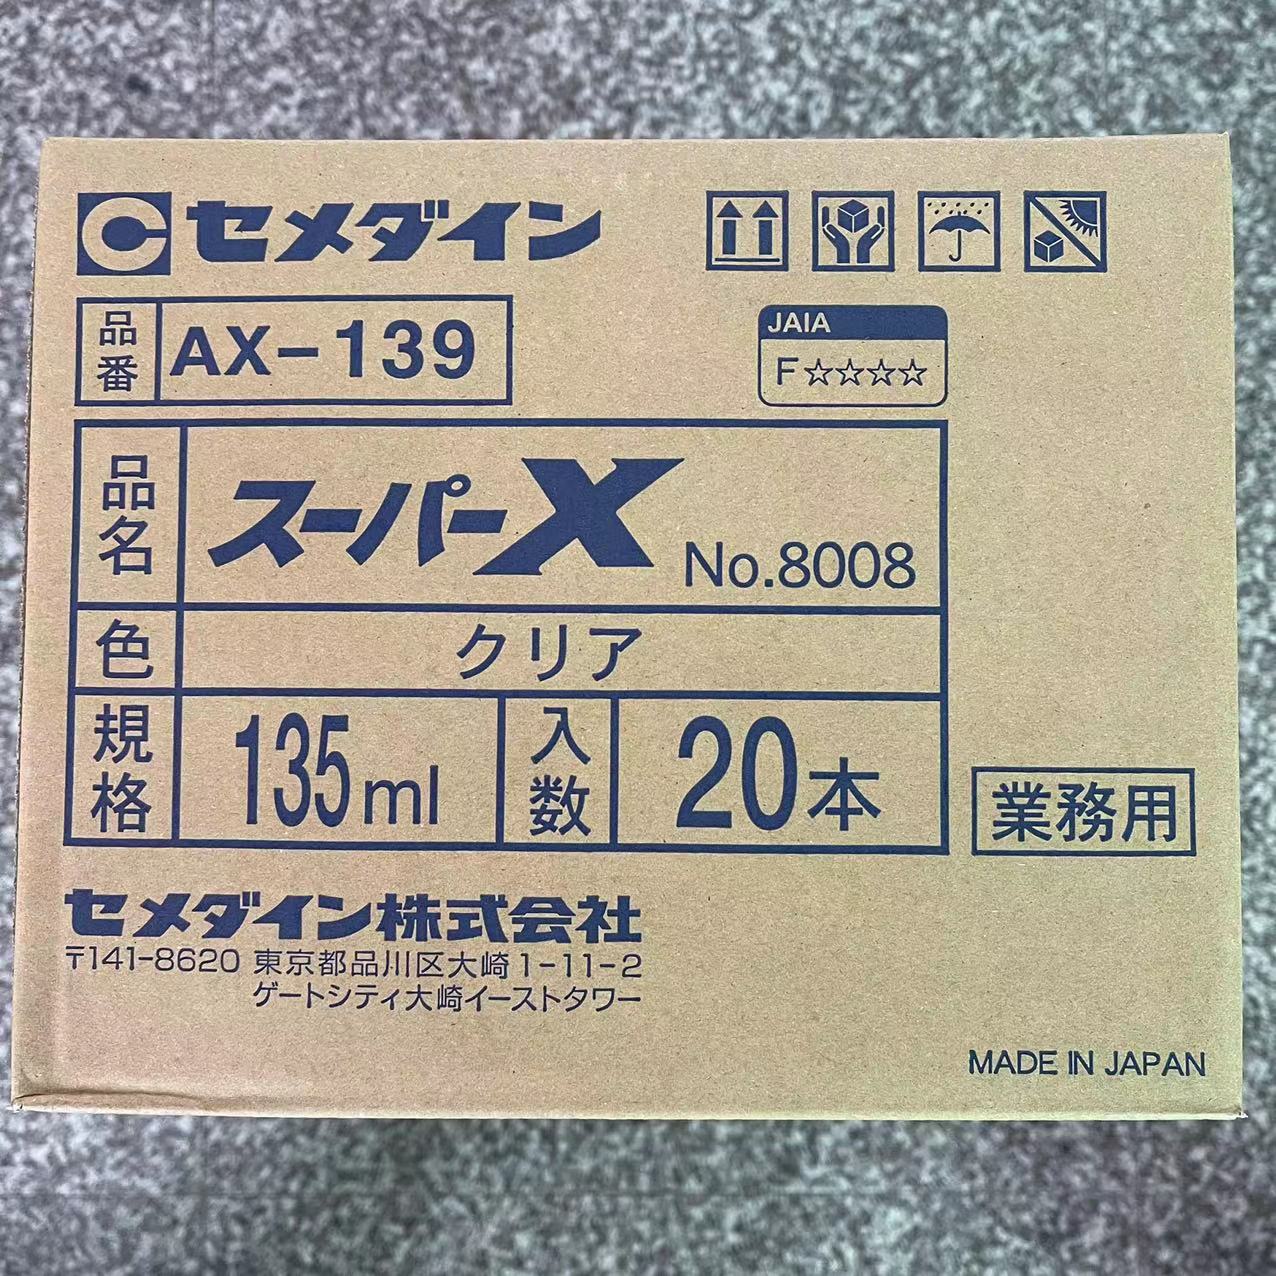 セメダイン
品番 AX-139
JAIA
F☆☆☆☆
品名 スーパーX No.8008
色 クリア
規格 135ml 入数 20本
業務用
セメダイン株式会社
〒141-8620 東京都品川区大崎1-11-2
ゲートシティ大崎イーストタワー
MADE IN JAPAN